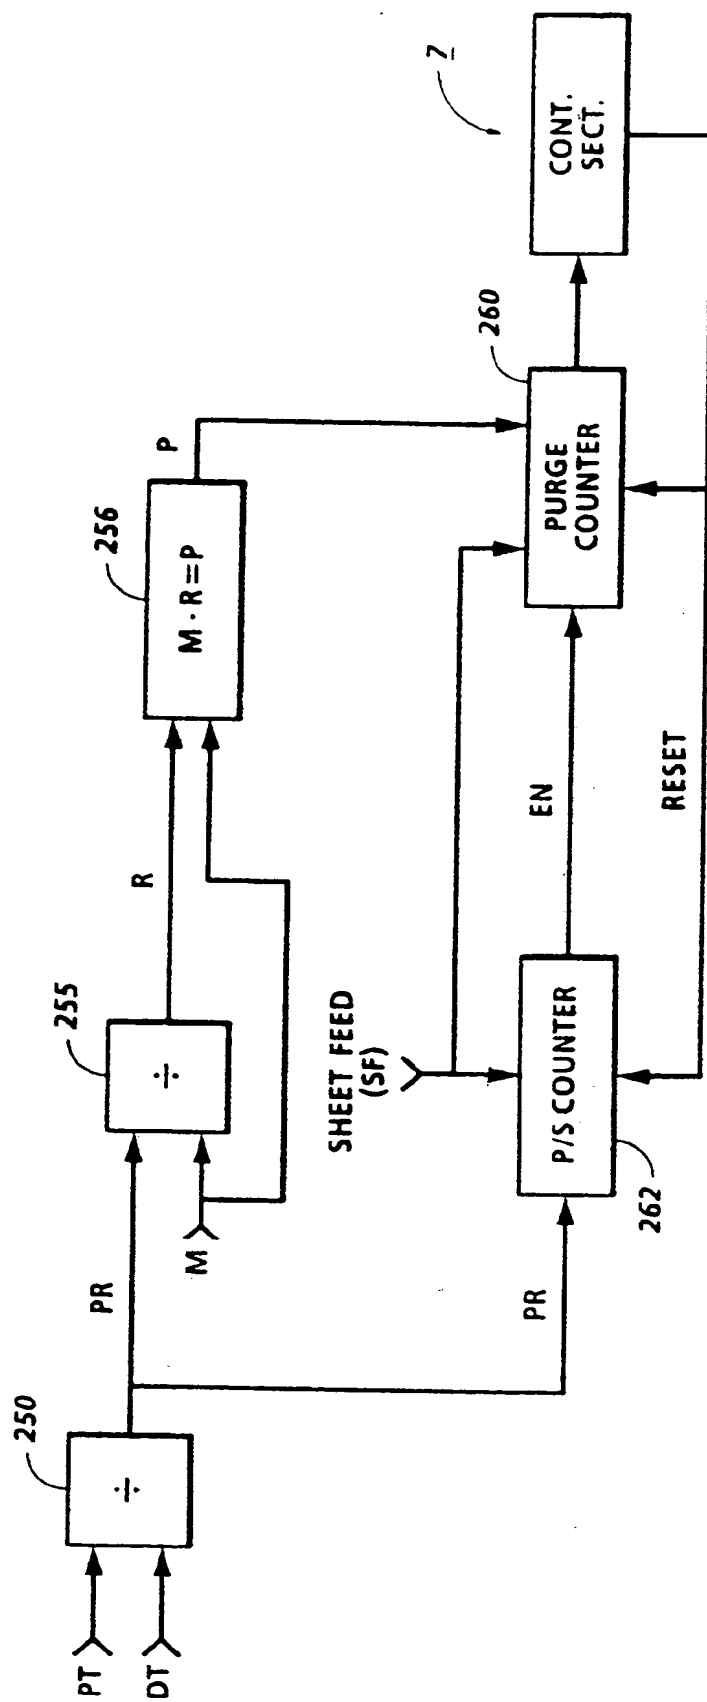 PT
DT
÷
250
PR
PR
M
÷
255
R
M · R = P
256
P
SHEET FEED
(SF)
P/S COUNTER
262
EN
PURGE
COUNTER
260
RESET
CONT.
SECT.
7